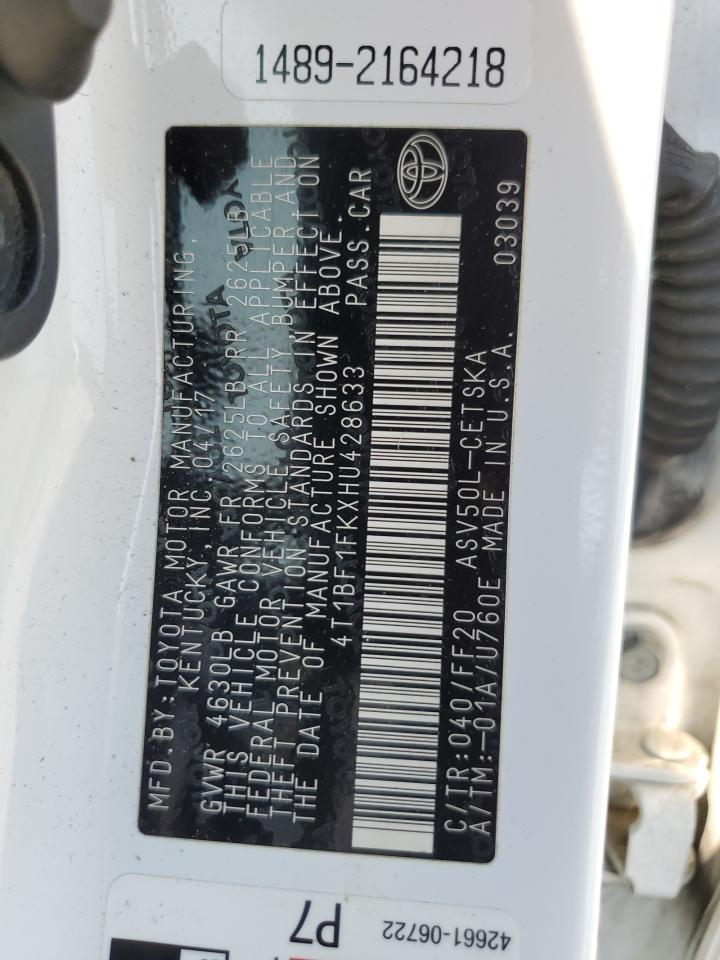 1489-2164218
MFD.BY:TOYOTA MOTOR MANUFACTURING,
KENTUCKY, INC 04/17
GVWR 4630LB GAWR FR 2625LB RR 2625LB
THIS VEHICLE CONFORMS TO ALL APPLICABLE
FEDERAL MOTOR VEHICLE SAFETY BUMPER,AND
THEFT PREVENTION STANDARDS IN EFFECT ON
THE DATE OF MANUFACTURE SHOWN ABOVE.
4T1BF1FKXHU428633 PASS.CAR
C/TR:040/FF20 ASV50L-CETSKA
A/TM:-01A/U760E MADE IN U.S.A.
03039
P7
42661-06722